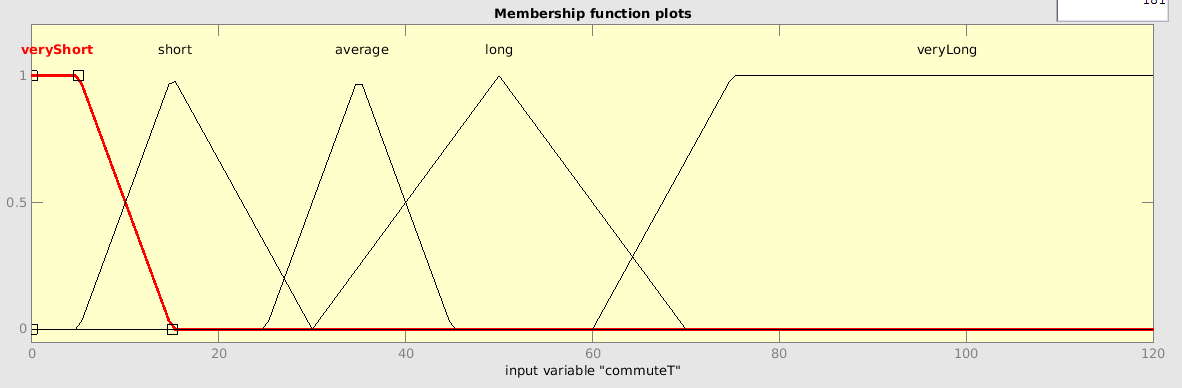 Membership function plots
181
veryShort short average long veryLong
1
0.5
0
0 20 40 60 80 100 120
input variable "commuteT"